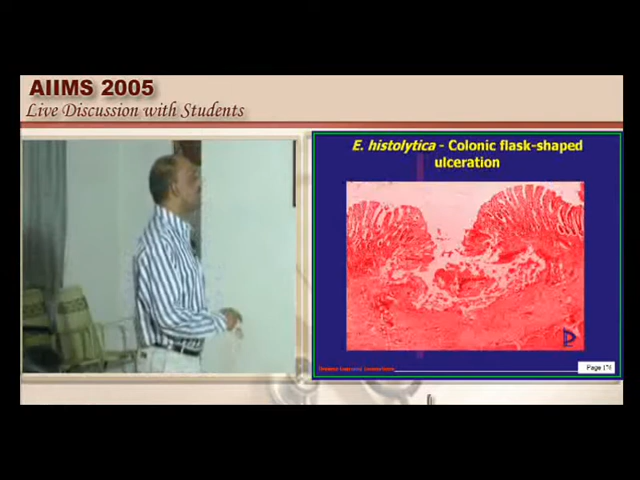 AIIMS 2005
Live Discussion with Students
E. histolytica - Colonic flask-shaped
ulceration